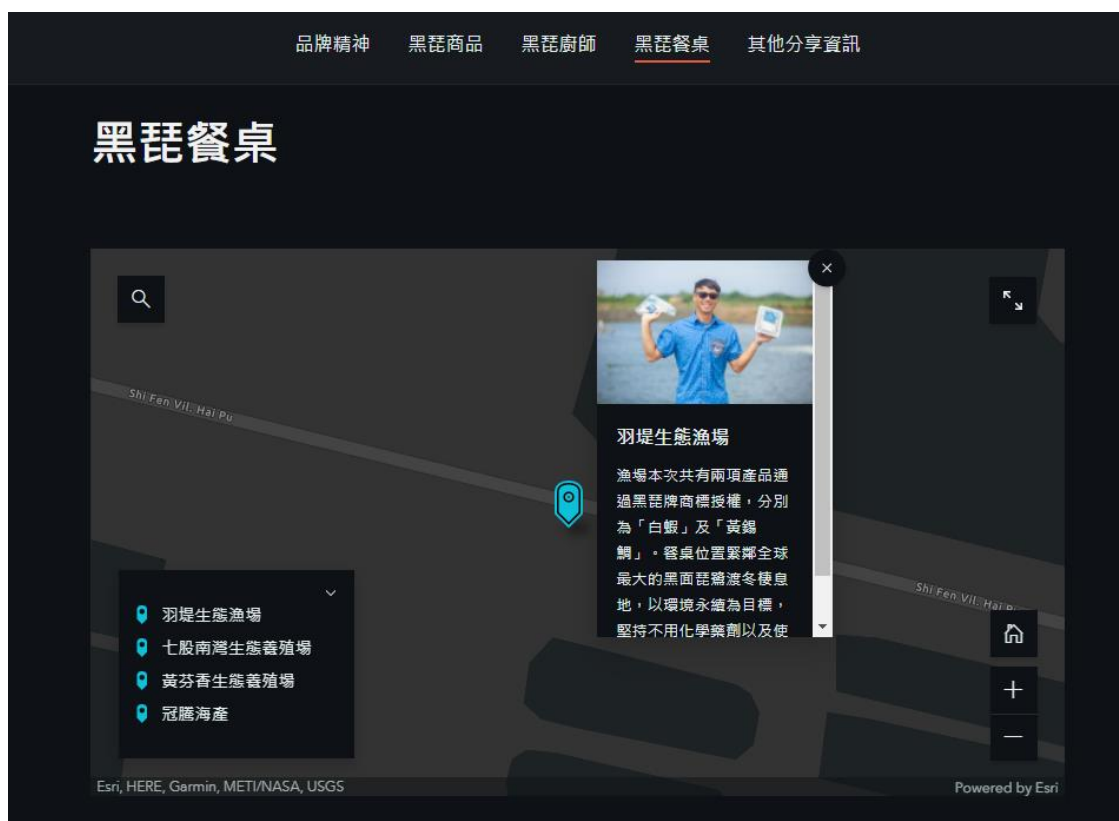 品牌精神 黑琵商品 黑琵廚師 黑琵餐桌 其他分享資訊
黑琵餐桌
Shi Fen Vil. Hai Pu
羽堤生態漁場
漁場本次共有兩項產品通
過黑琵牌商標授權，分別
為「白蝦」及「黃錫
鯛」。餐桌位置緊鄰全球
最大的黑面琵鷺渡冬棲息
地，以環境永續為目標，
堅持不用化學藥劑以及使
Shi Fen Vil. Hai Pu
羽堤生態漁場
七股南灣生態養殖場
黃芬香生態養殖場
冠騰海產
Esri, HERE, Garmin, METI/NASA, USGS
Powered by Esri